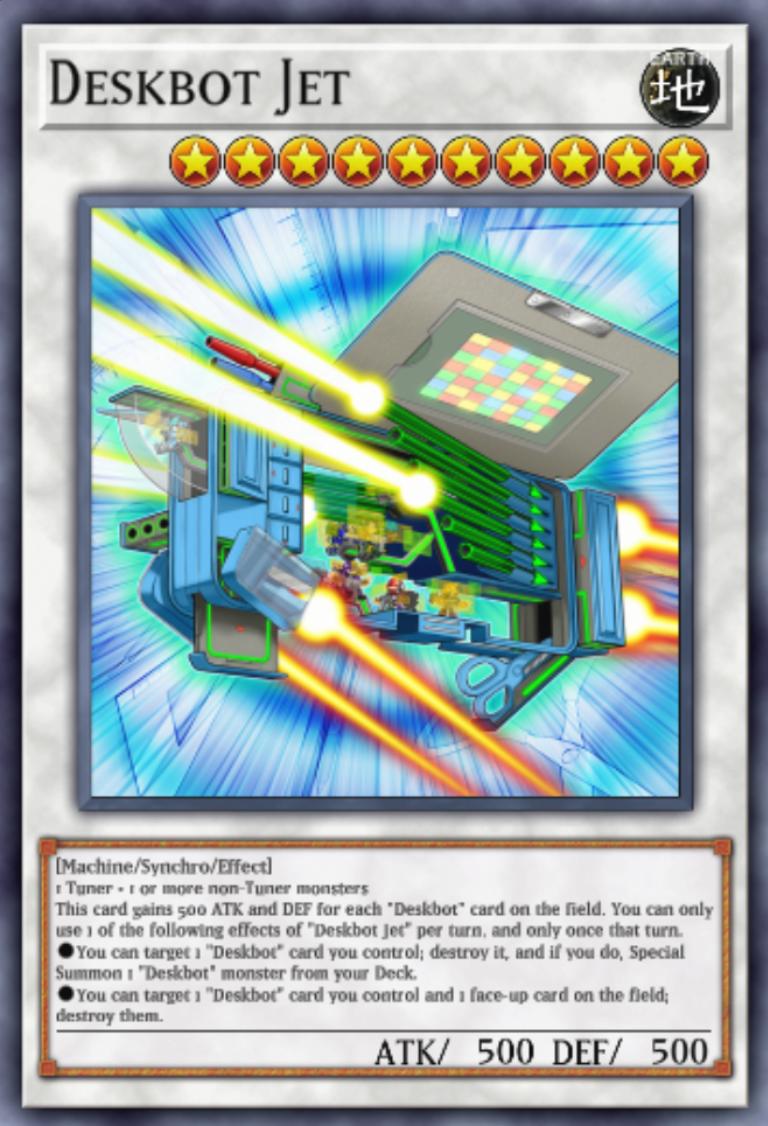 DESKBOT JET
EARTH
地
[Machine/Synchro/Effect]
1 Tuner + 1 or more non-Tuner monsters
This card gains 500 ATK and DEF for each "Deskbot" card on the field. You can only
use 1 of the following effects of "Deskbot Jet" per turn, and only once that turn.
●You can target 1 "Deskbot" card you control; destroy it, and if you do, Special
Summon 1 "Deskbot" monster from your Deck.
●You can target 1 "Deskbot" card you control and 1 face-up card on the field;
destroy them.
ATK/ 500 DEF/ 500